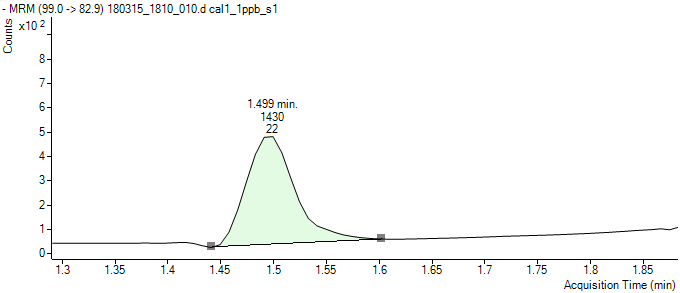 - MRM (99.0 -> 82.9) 180315_1810_010.d cal1_1ppb_s1
Counts
x10 2
8
7
6
5
4
3
2
1
0
1.499 min.
1430
22
1.3 1.35 1.4 1.45 1.5 1.55 1.6 1.65 1.7 1.75 1.8 1.85
Acquisition Time (min)